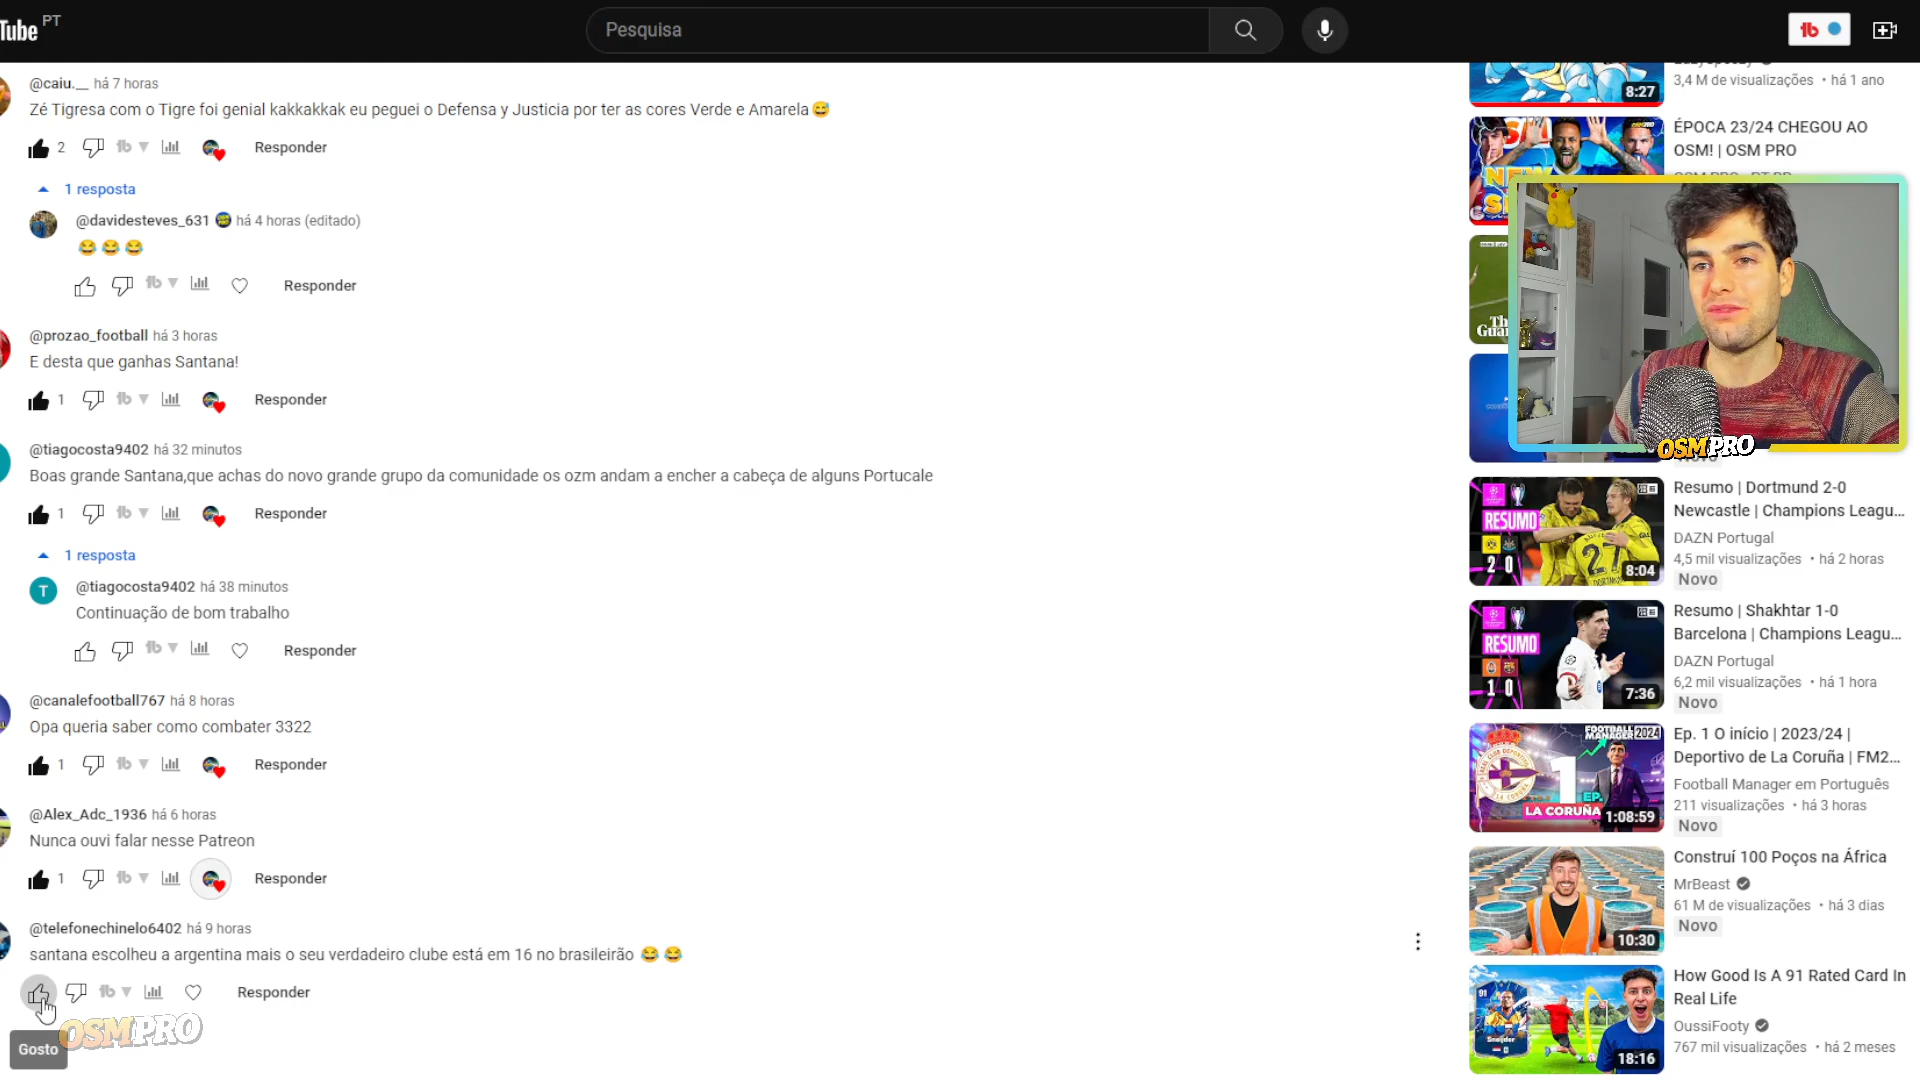 Tube PT
Pesquisa
@caiu.__ há 7 horas
Zé Tigresa com o Tigre foi genial kakkakkak eu peguei o Defensa y Justicia por ter as cores Verde e Amarela
2
Responder
1 resposta
@davidesteves_631 há 4 horas (editado)
Responder
@prozao_football há 3 horas
E desta que ganhas Santana!
1
Responder
@tiagocosta9402 há 32 minutos
Boas grande Santana,que achas do novo grande grupo da comunidade os ozm andam a encher a cabeça de alguns Portucale
1
Responder
1 resposta
T
@tiagocosta9402 há 38 minutos
Continuação de bom trabalho
Responder
@canalefootball767 há 8 horas
Opa queria saber como combater 3322
1
Responder
@Alex_Adc_1936 há 6 horas
Nunca ouvi falar nesse Patreon
1
Responder
@telefonechinelo6402 há 9 horas
santana escolheu a argentina mais o seu verdadeiro clube está em 16 no brasileirão
Responder
Gosto
OSMPRO
8:27
3,4 M de visualizações • há 1 ano
ÉPOCA 23/24 CHEGOU AO
OSM! | OSM PRO
OSMPRO
Resumo | Dortmund 2-0
Newcastle | Champions Leagu...
DAZN Portugal
4,5 mil visualizações • há 2 horas
Novo
RESUMO
27
2 0
8:04
Resumo | Shakhtar 1-0
Barcelona | Champions Leagu...
DAZN Portugal
6,2 mil visualizações • há 1 hora
Novo
RESUMO
1 0
7:36
Ep. 1 O início | 2023/24 |
Deportivo de La Coruña | FM2...
Football Manager em Português
211 visualizações • há 3 horas
Novo
FOOTBALL
MANAGER 2024
1
EP.
LA CORUÑA
1:08:59
Construí 100 Poços na África
MrBeast
61 M de visualizações • há 3 dias
Novo
10:30
How Good Is A 91 Rated Card In
Real Life
OussiFooty
767 mil visualizações • há 2 meses
91
Sneijder
18:16